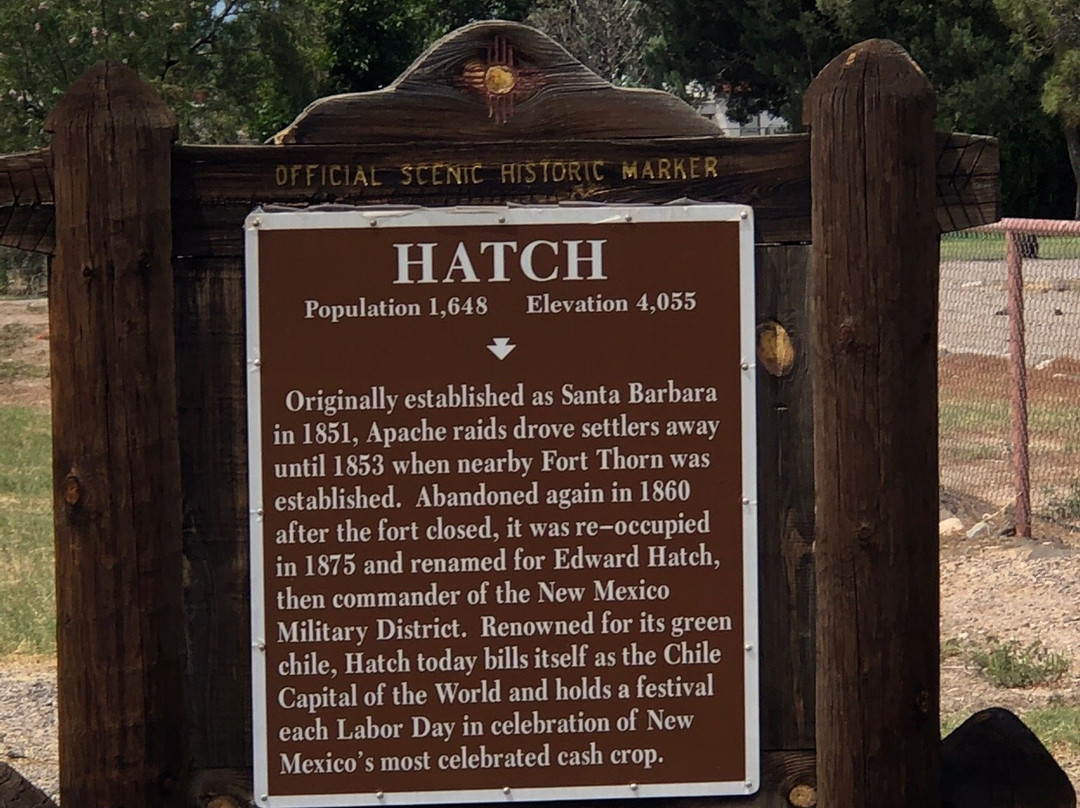 OFFICIAL SCENIC HISTORIC MARKER
HATCH
Population 1,648 Elevation 4,055
Originally established as Santa Barbara
in 1851, Apache raids drove settlers away
until 1853 when nearby Fort Thorn was
established. Abandoned again in 1860
after the fort closed, it was re-occupied
in 1875 and renamed for Edward Hatch,
then commander of the New Mexico
Military District. Renowned for its green
chile, Hatch today bills itself as the Chile
Capital of the World and holds a festival
each Labor Day in celebration of New
Mexico's most celebrated cash crop.